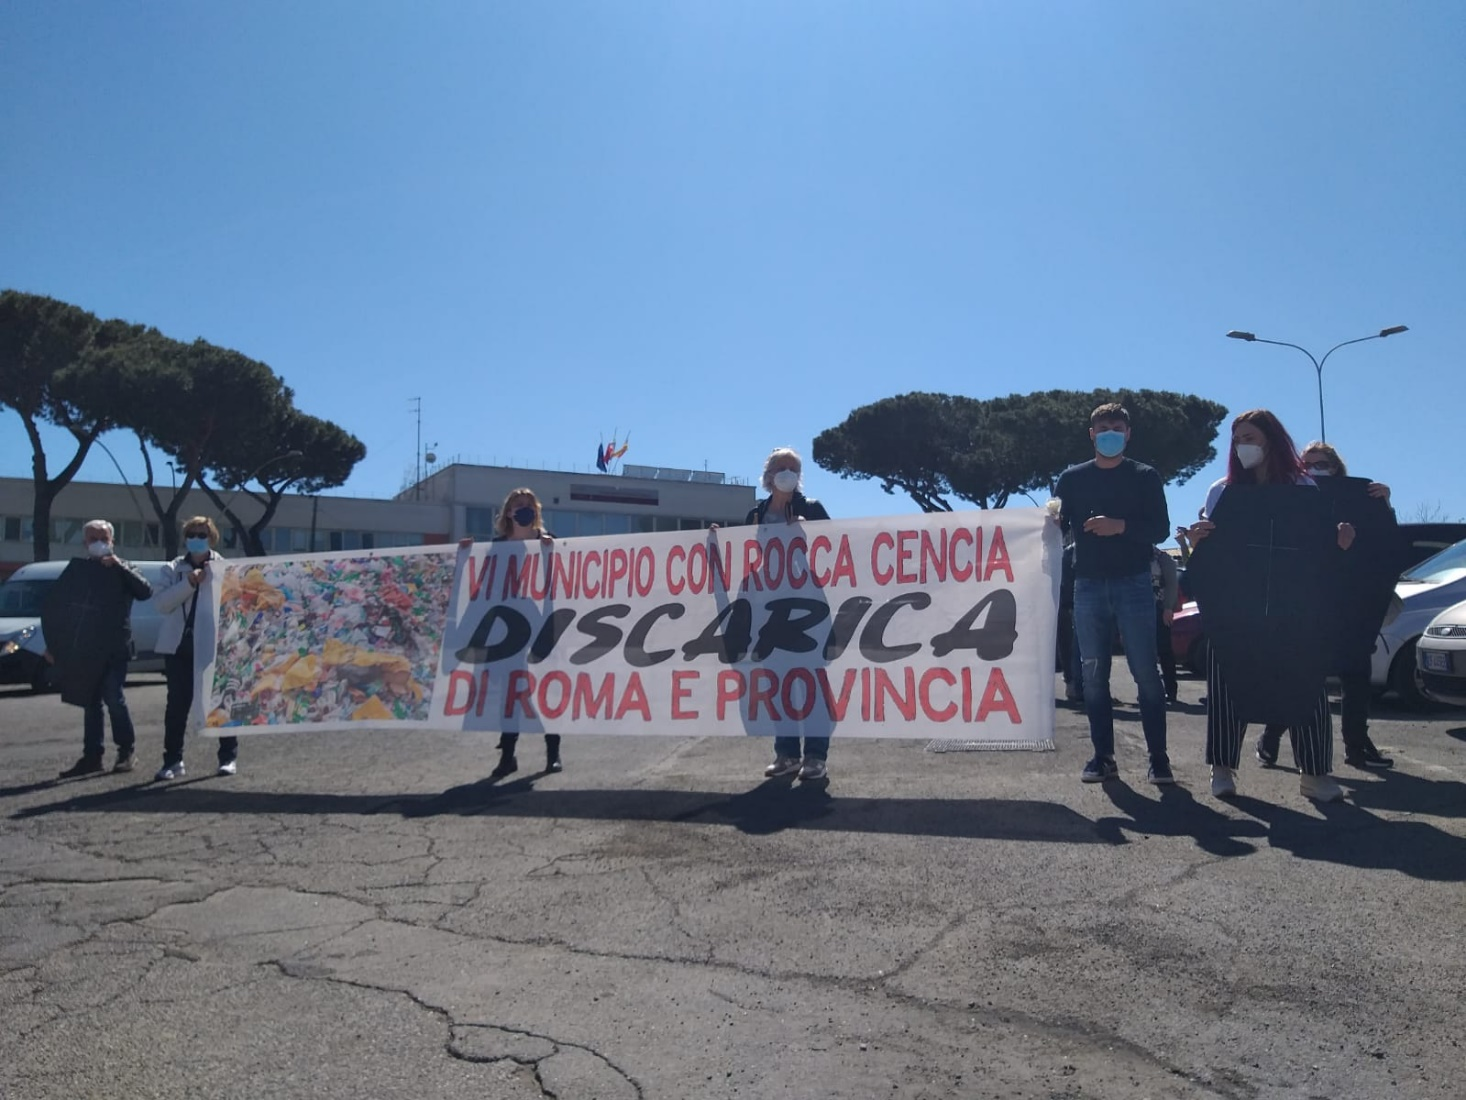 VI MUNICIPIO CON ROCCA CENCIA
DISCARICA
DI ROMA E PROVINCIA